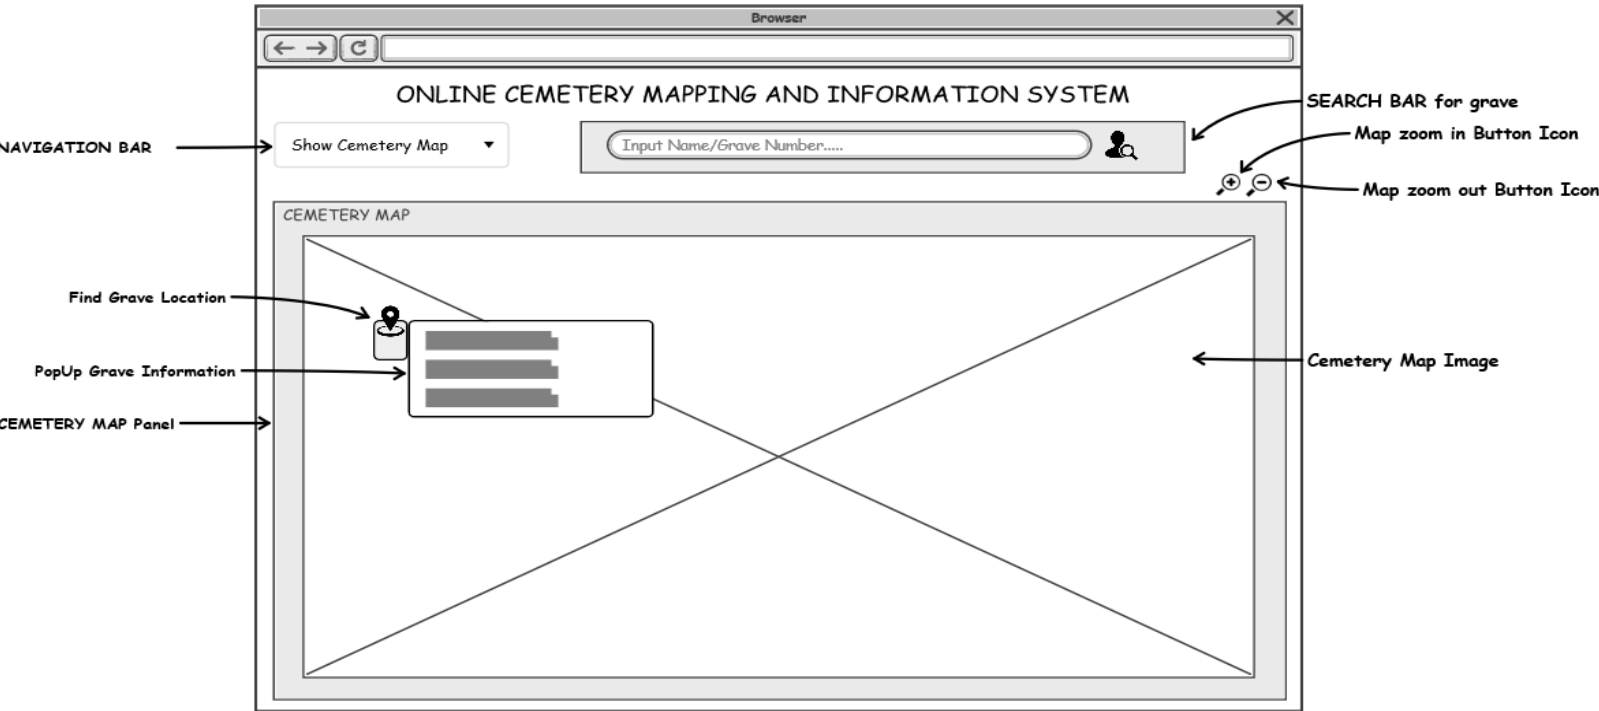 Browser
ONLINE CEMETERY MAPPING AND INFORMATION SYSTEM
SEARCH BAR for grave
Map zoom in Button Icon
NAVIGATION BAR
Show Cemetery Map
Input Name/Grave Number.....
Map zoom out Button Icon
CEMETERY MAP
Find Grave Location
PopUp Grave Information
Cemetery Map Image
CEMETERY MAP Panel